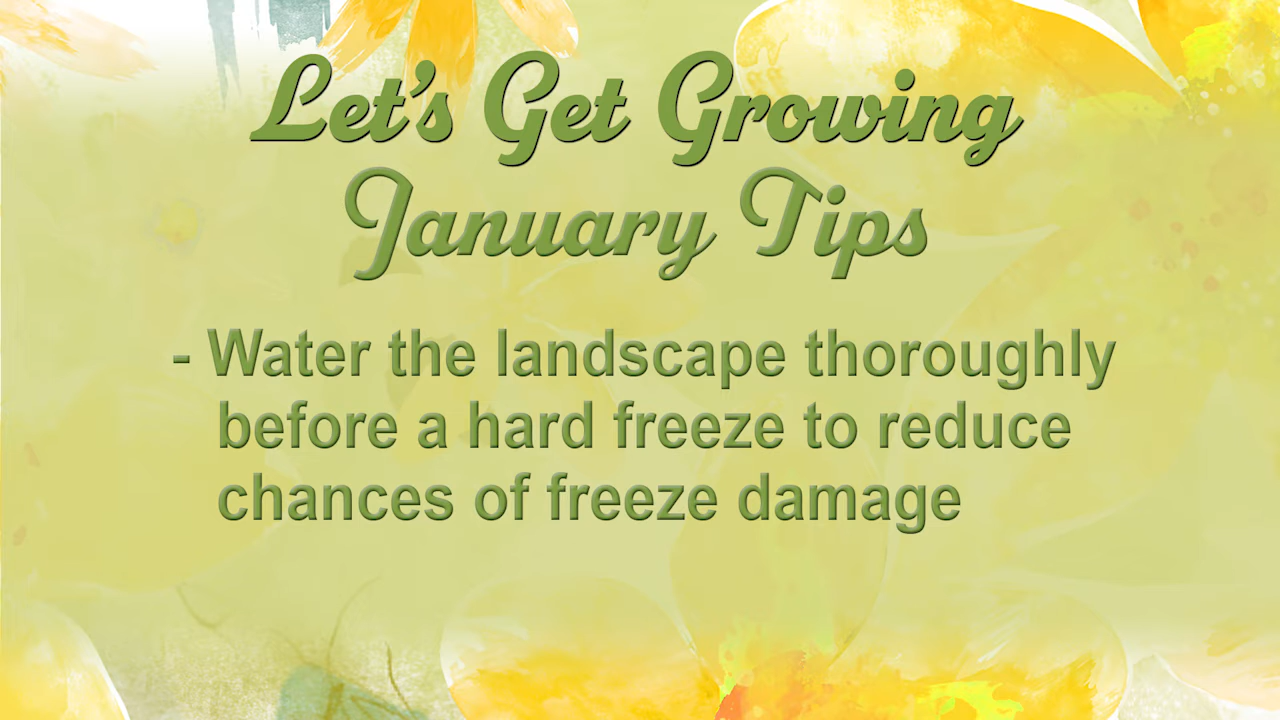 Let's Get Growing
January Tips
- Water the landscape thoroughly
before a hard freeze to reduce
chances of freeze damage